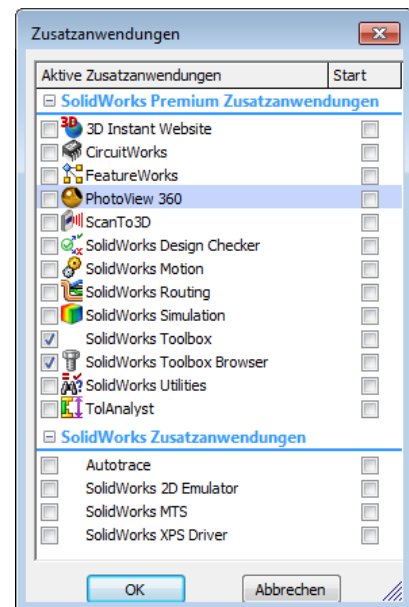 Zusatzanwendungen
Aktive Zusatzanwendungen Start
SolidWorks Premium Zusatzanwendungen
3D 3D Instant Website
CircuitWorks
FeatureWorks
PhotoView 360
ScanTo3D
SolidWorks Design Checker
SolidWorks Motion
SolidWorks Routing
SolidWorks Simulation
SolidWorks Toolbox
SolidWorks Toolbox Browser
SolidWorks Utilities
TolAnalyst
SolidWorks Zusatzanwendungen
Autotrace
SolidWorks 2D Emulator
SolidWorks MTS
SolidWorks XPS Driver
OK Abbrechen